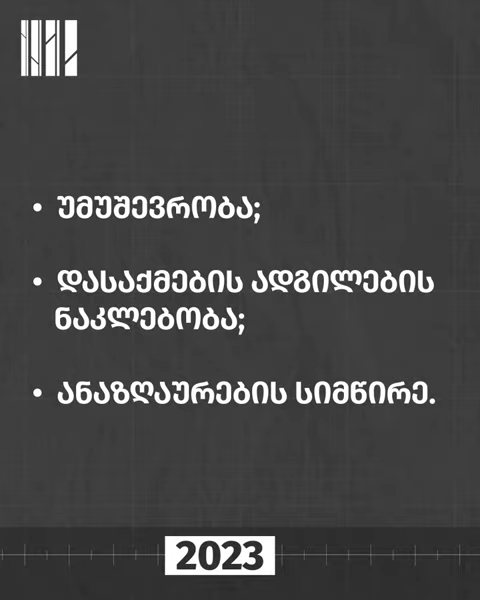 • უმუშევრობა;
• დასაქმების ადგილების
ნაკლებობა;
• ანაზღაურების სიმწირე.
2023